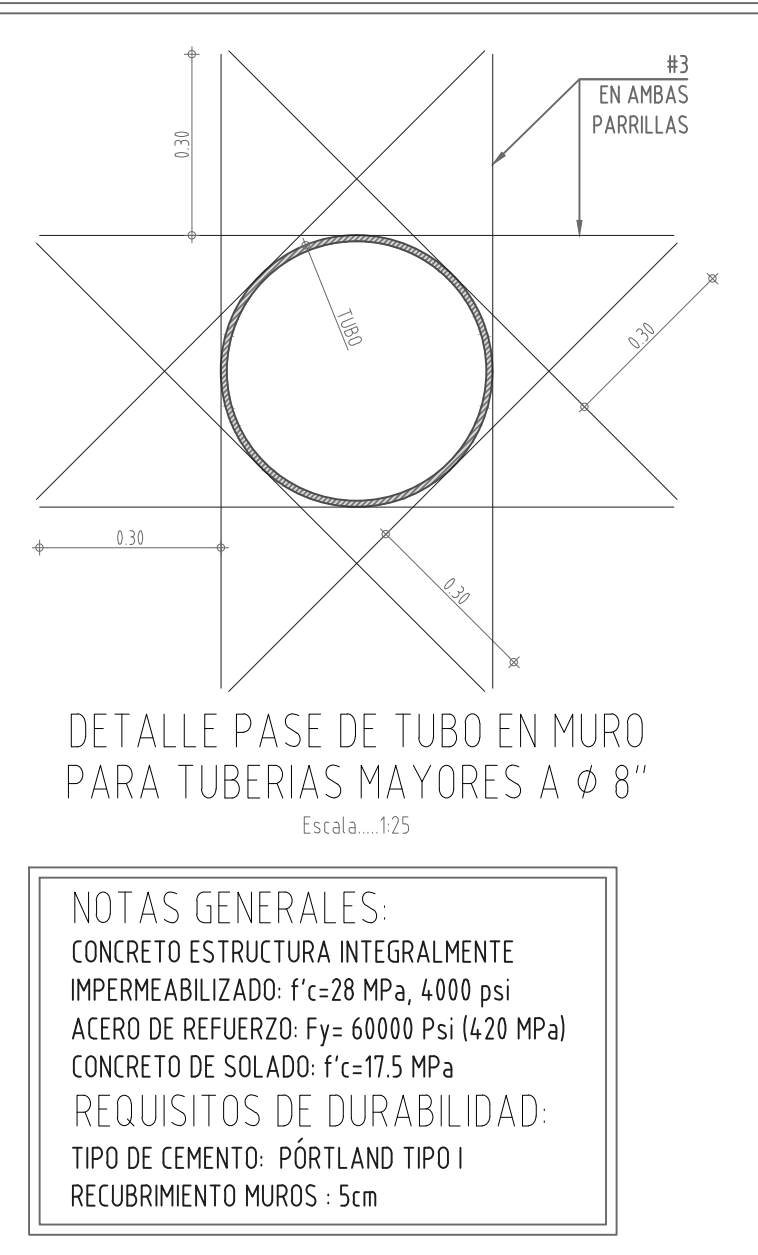 #3
EN AMBAS
PARRILLAS
0.30
TUBO
0.30
0.30
0.30
DETALLE PASE DE TUBO EN MURO
PARA TUBERIAS MAYORES A φ 8"
Escala.....1:25
NOTAS GENERALES:
CONCRETO ESTRUCTURA INTEGRALMENTE
IMPERMEABILIZADO: f'c=28 MPa, 4000 psi
ACERO DE REFUERZO: Fy= 60000 Psi (420 MPa)
CONCRETO DE SOLADO: f'c=17.5 MPa
REQUISITOS DE DURABILIDAD:
TIPO DE CEMENTO: PÓRTLAND TIPO I
RECUBRIMIENTO MUROS : 5cm